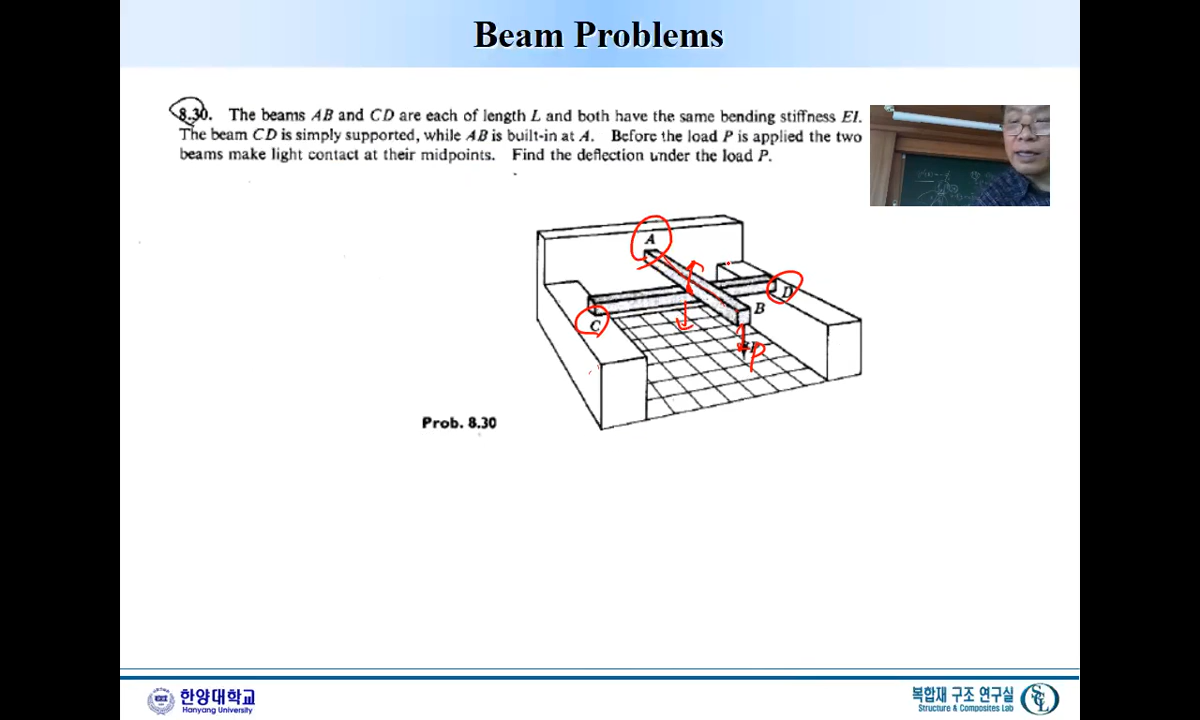 Beam Problems
8.30. The beams AB and CD are each of length L and both have the same bending stiffness EI.
The beam CD is simply supported, while AB is built-in at A. Before the load P is applied the two
beams make light contact at their midpoints. Find the deflection under the load P.
A
B
C
D
P
Prob. 8.30
한양대학교
Hanyang University
복합재 구조 연구실
Structure & Composites Lab